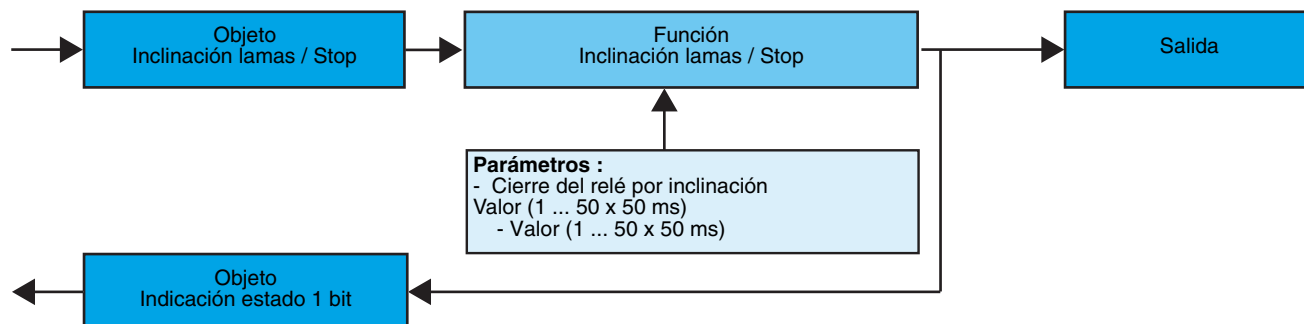 Objeto
Inclinación lamas / Stop
Función
Inclinación lamas / Stop
Salida
Parámetros :
- Cierre del relé por inclinación
Valor (1 ... 50 x 50 ms)
- Valor (1 ... 50 x 50 ms)
Objeto
Indicación estado 1 bit